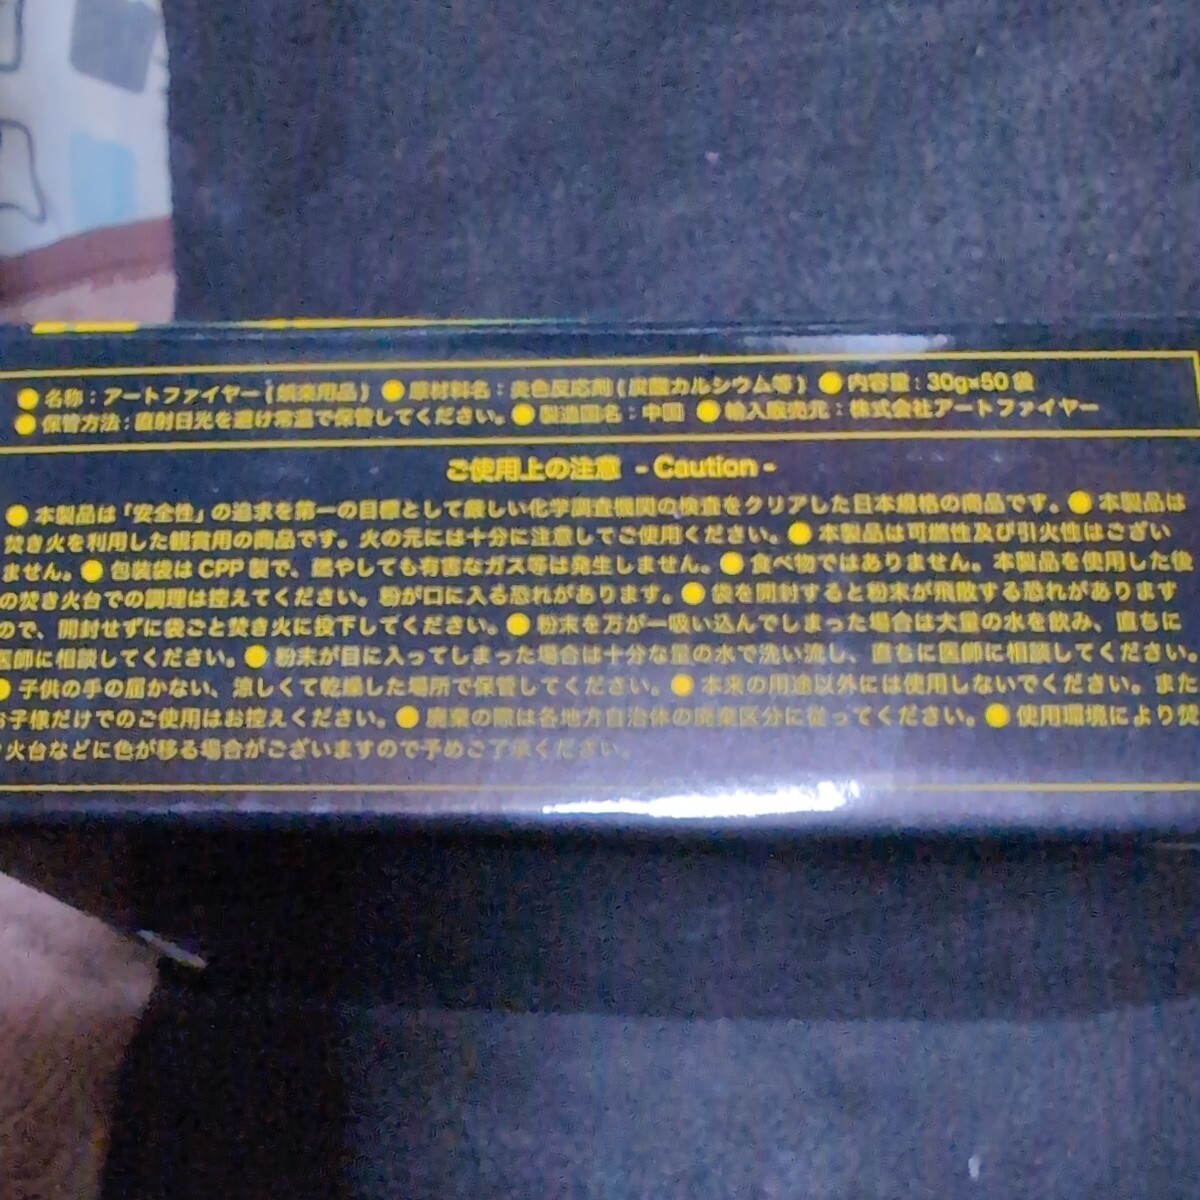 ●名称:アートファイヤー(娯楽用品) ●原材料名:炎色反応剤(炭酸カルシウム等) ●内容量:30g×50袋
●保管方法:直射日光を避け常温で保管してください。●製造国名:中国 ●輸入販売元:株式会社アートファイヤー
ご使用上の注意 - Caution -
●本製品は「安全性」の追求を第一の目標として厳しい化学調査機関の検査をクリアした日本規格の商品です。●本製品は
焚き火を利用した観賞用の商品です。火の元には十分に注意してご使用ください。●本製品は可燃性及び引火性はござい
ません。●包装袋はCPP製で、燃やしても有害なガス等は発生しません。●食べ物ではありません。本製品を使用した後
の焚き火台での調理は控えてください。粉が口に入る恐れがあります。●袋を開封すると粉末が飛散する恐れがあります
ので、開封せずに袋ごと焚き火に投下してください。●粉末を万が一吸い込んでしまった場合は大量の水を飲み、直ちに
医師に相談してください。●粉末が目に入ってしまった場合は十分な量の水で洗い流し、直ちに医師に相談してください。
●子供の手の届かない、涼しくて乾燥した場所で保管してください。●本来の用途以外には使用しないでください。また
お子様だけでのご使用はお控えください。●廃棄の際は各地方自治体の廃棄区分に従ってください。●使用環境により焚
き火台などに色が移る場合がございますので予めご了承ください。